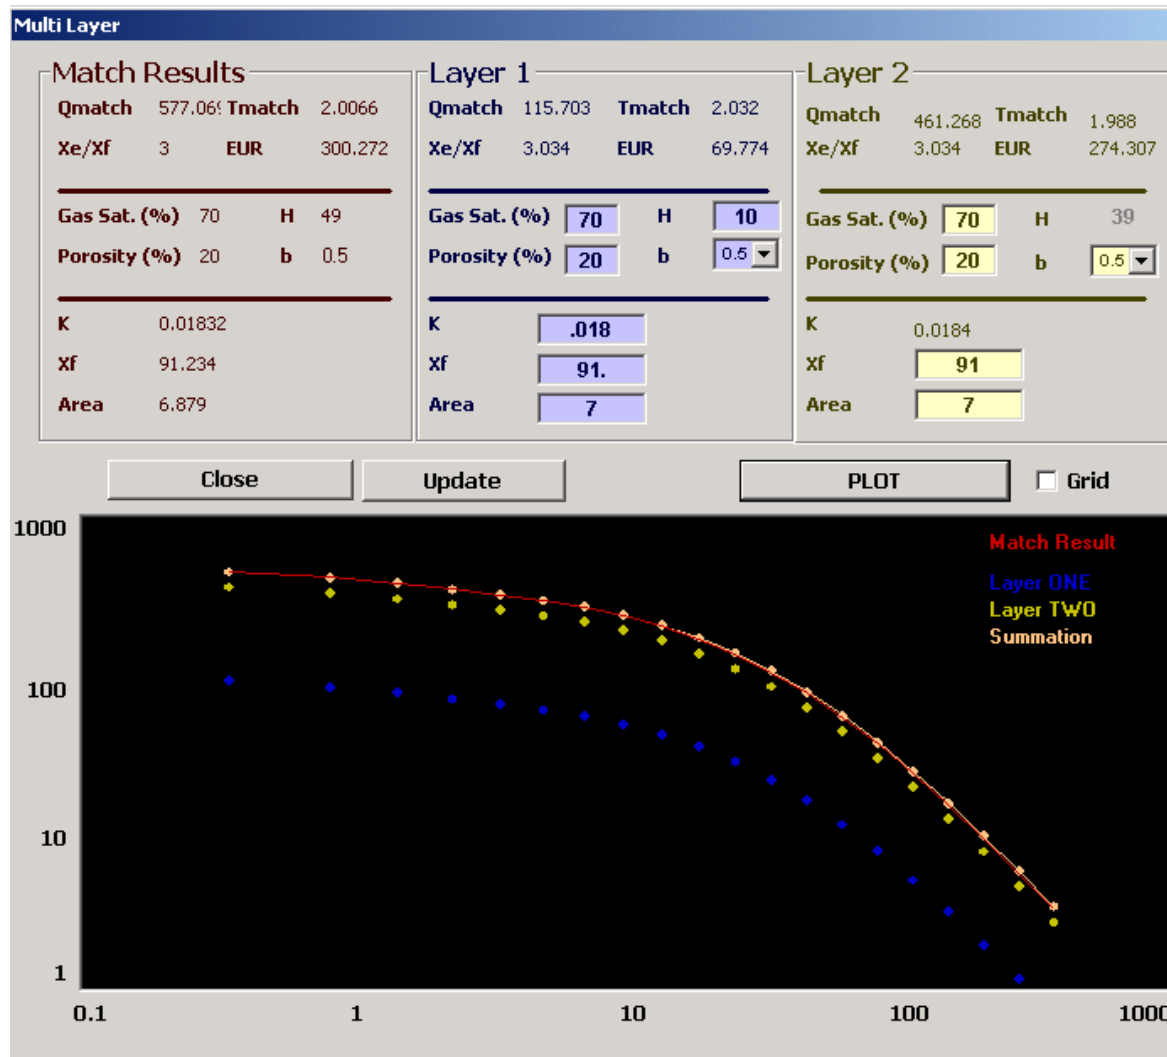 Multi Layer
Match Results
Qmatch 577.069 Tmatch 2.0066
Xe/Xf 3 EUR 300.272
Gas Sat. (%) 70 H 49
Porosity (%) 20 b 0.5
K 0.01832
Xf 91.234
Area 6.879
Layer 1
Qmatch 115.703 Tmatch 2.032
Xe/Xf 3.034 EUR 69.774
Gas Sat. (%) 70 H 10
Porosity (%) 20 b 0.5
K .018
Xf 91.
Area 7
Layer 2
Qmatch 461.268 Tmatch 1.988
Xe/Xf 3.034 EUR 274.307
Gas Sat. (%) 70 H 39
Porosity (%) 20 b 0.5
K 0.0184
Xf 91
Area 7
Close Update PLOT Grid
Match Result
Layer ONE
Layer TWO
Summation
1000
100
10
1
0.1 1 10 100 1000